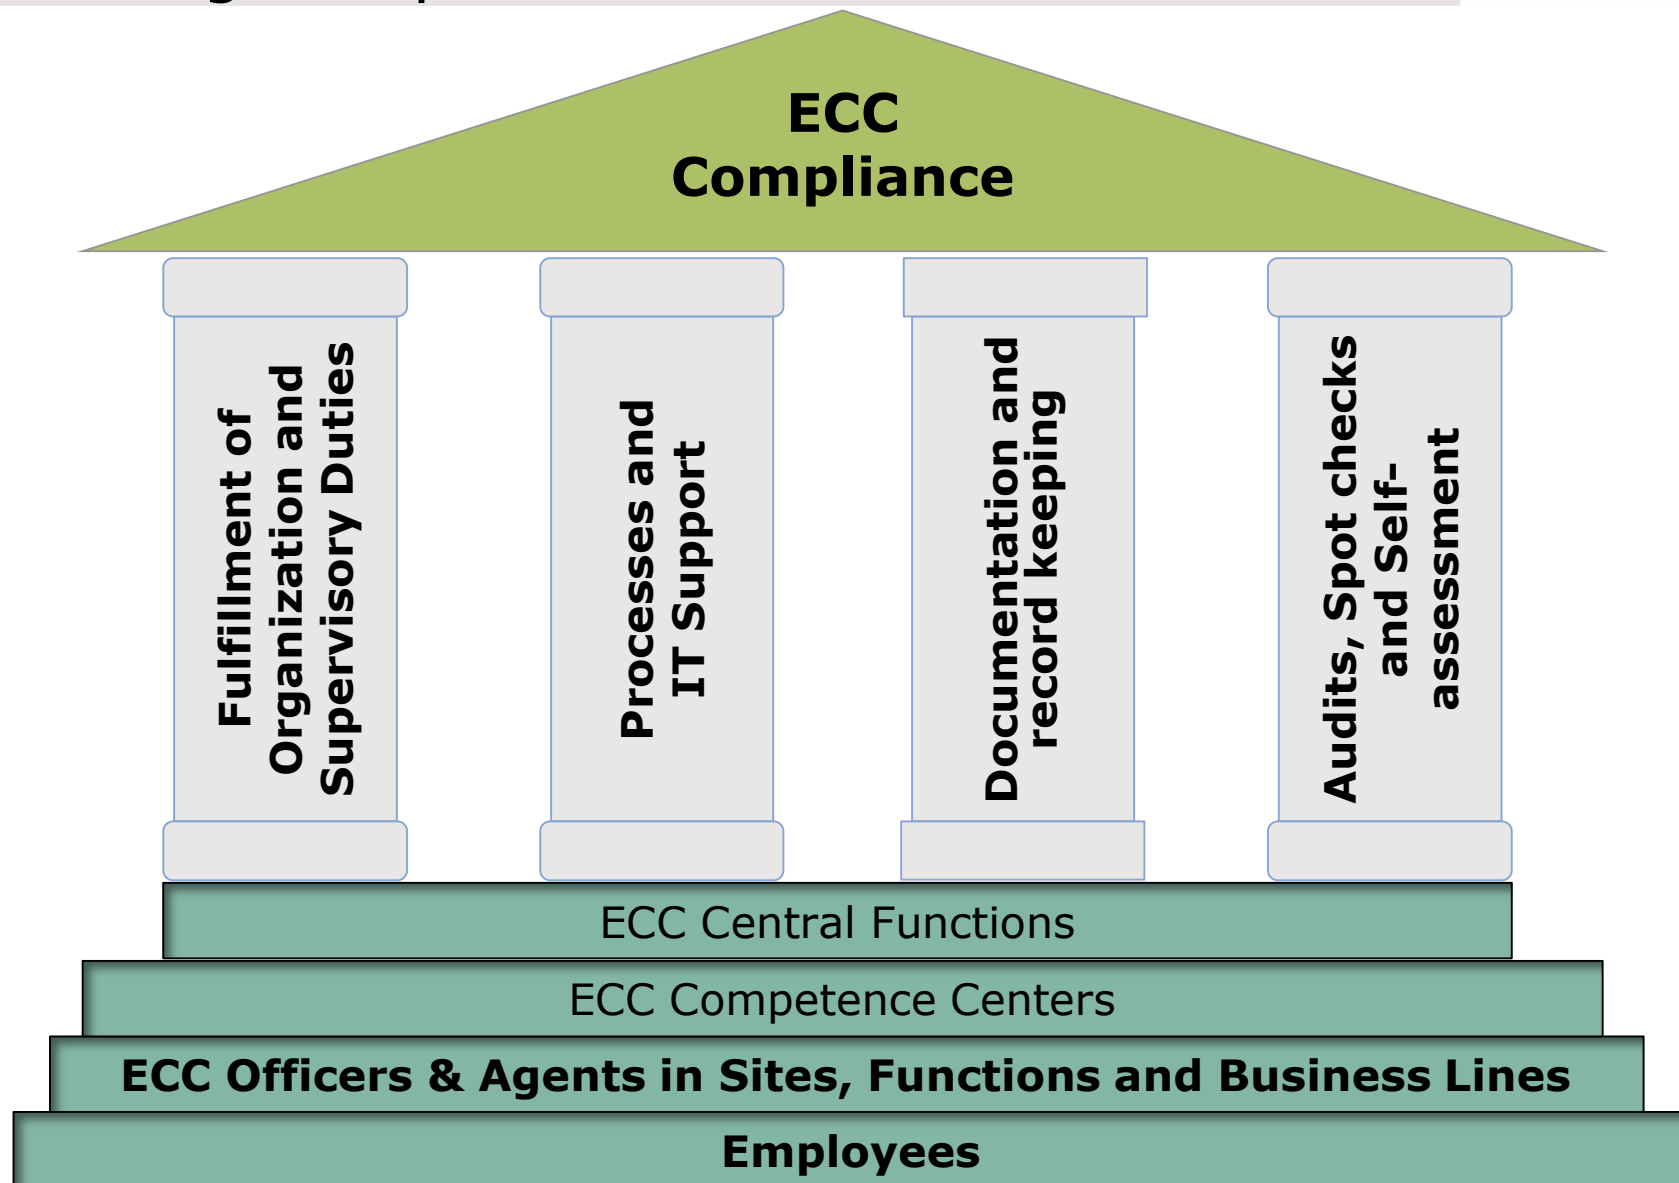 ECC
Compliance
Fulfillment of
Organization and
Supervisory Duties
Processes and
IT Support
Documentation and
record keeping
Audits, Spot checks
and Self-
assessment
ECC Central Functions
ECC Competence Centers
ECC Officers & Agents in Sites, Functions and Business Lines
Employees